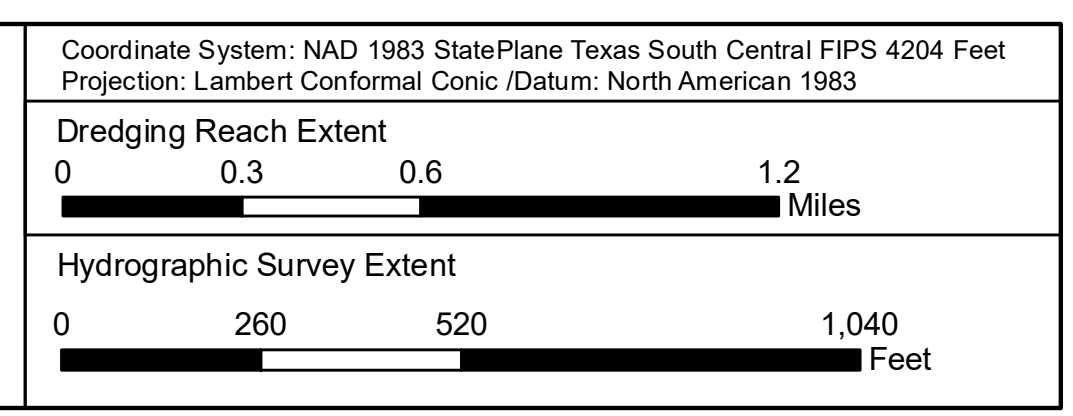 Coordinate System: NAD 1983 StatePlane Texas South Central FIPS 4204 Feet
Projection: Lambert Conformal Conic /Datum: North American 1983
Dredging Reach Extent
0 0.3 0.6 1.2
Miles
Hydrographic Survey Extent
0 260 520 1,040
Feet